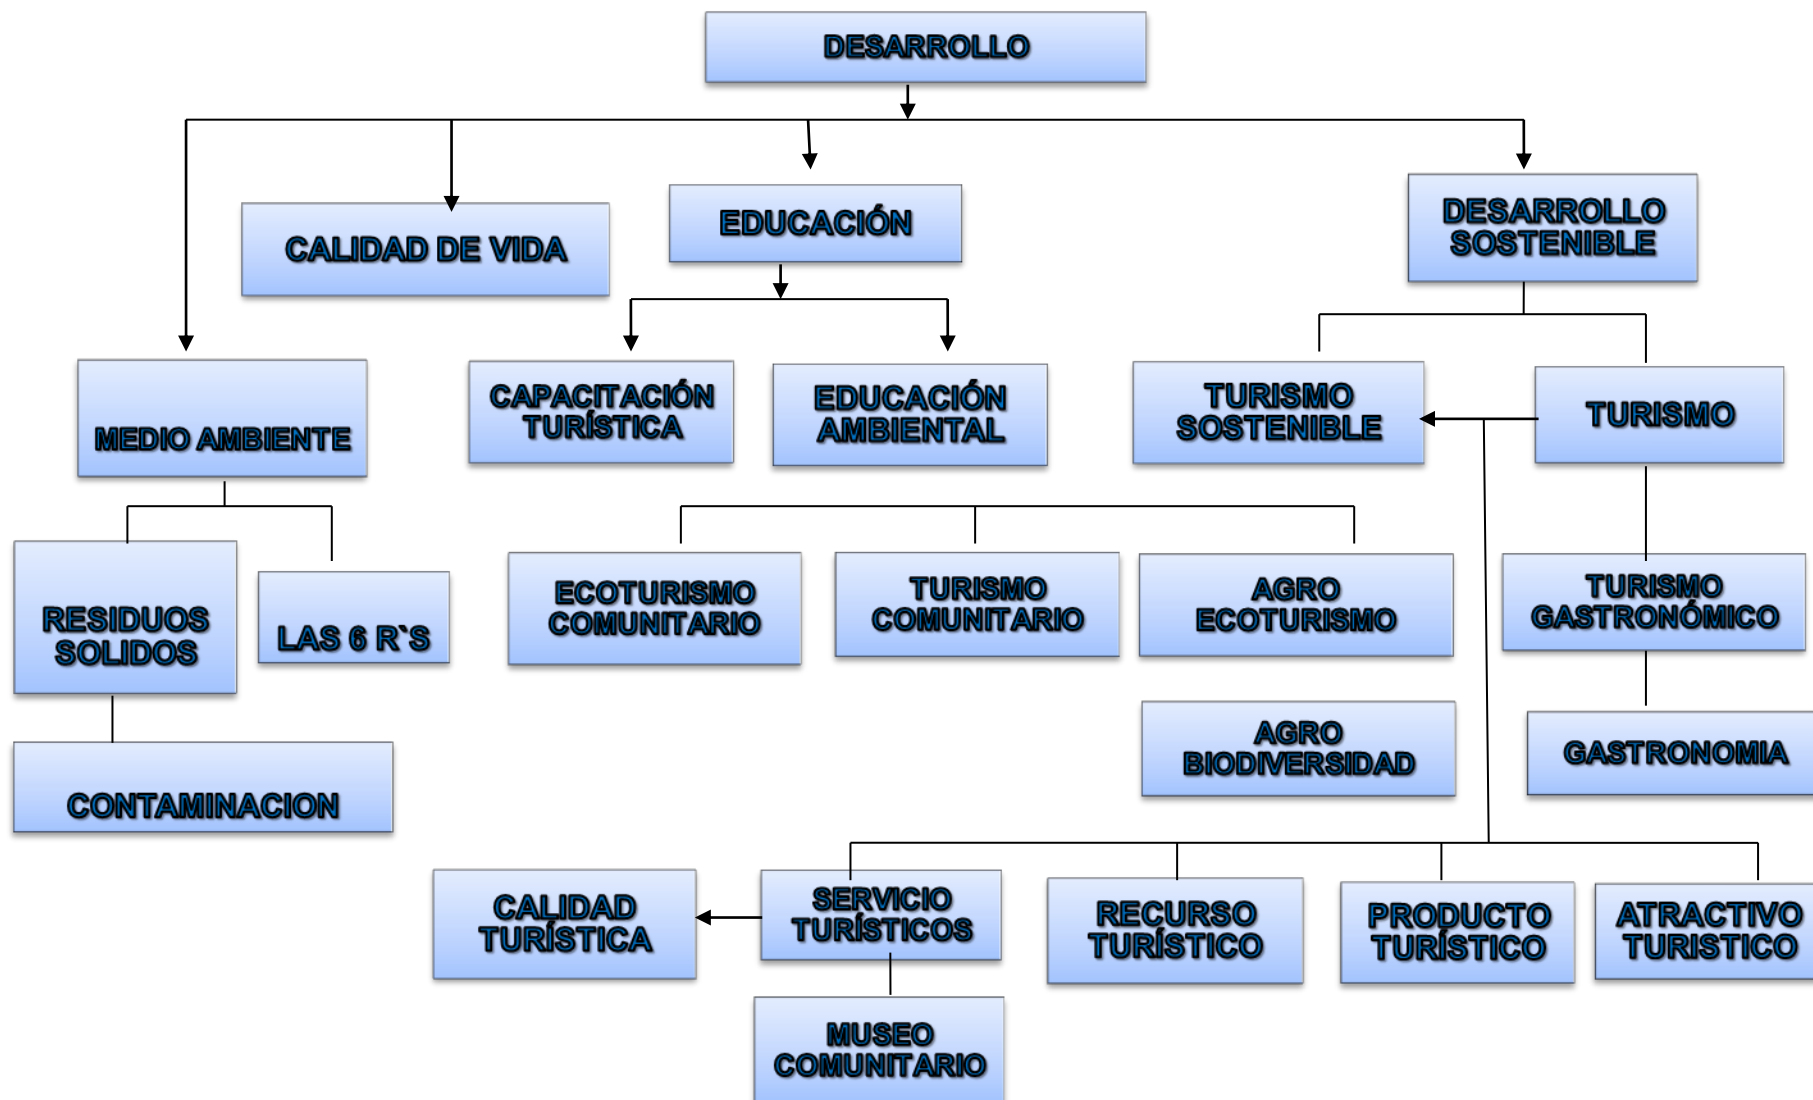 DESARROLLO
CALIDAD DE VIDA
EDUCACIÓN
DESARROLLO
SOSTENIBLE
MEDIO AMBIENTE
CAPACITACIÓN
TURÍSTICA
EDUCACIÓN
AMBIENTAL
TURISMO
SOSTENIBLE
TURISMO
RESIDUOS
SOLIDOS
LAS 6 R`S
ECOTURISMO
COMUNITARIO
TURISMO
COMUNITARIO
AGRO
ECOTURISMO
TURISMO
GASTRONÓMICO
CONTAMINACION
AGRO
BIODIVERSIDAD
GASTRONOMIA
CALIDAD
TURÍSTICA
SERVICIO
TURÍSTICOS
RECURSO
TURÍSTICO
PRODUCTO
TURÍSTICO
ATRACTIVO
TURISTICO
MUSEO
COMUNITARIO